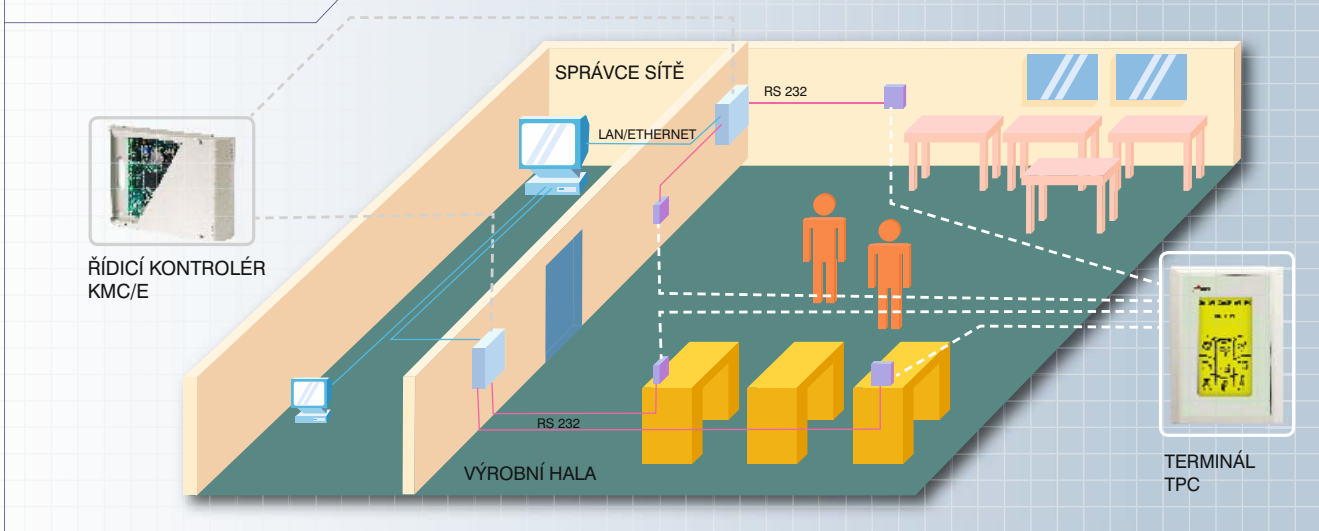 SPRÁVCE SÍTĚ
RS 232
LAN/ETHERNET
ŘÍDICÍ KONTROLÉR
KMC/E
RS 232
VÝROBNÍ HALA
TERMINÁL
TPC